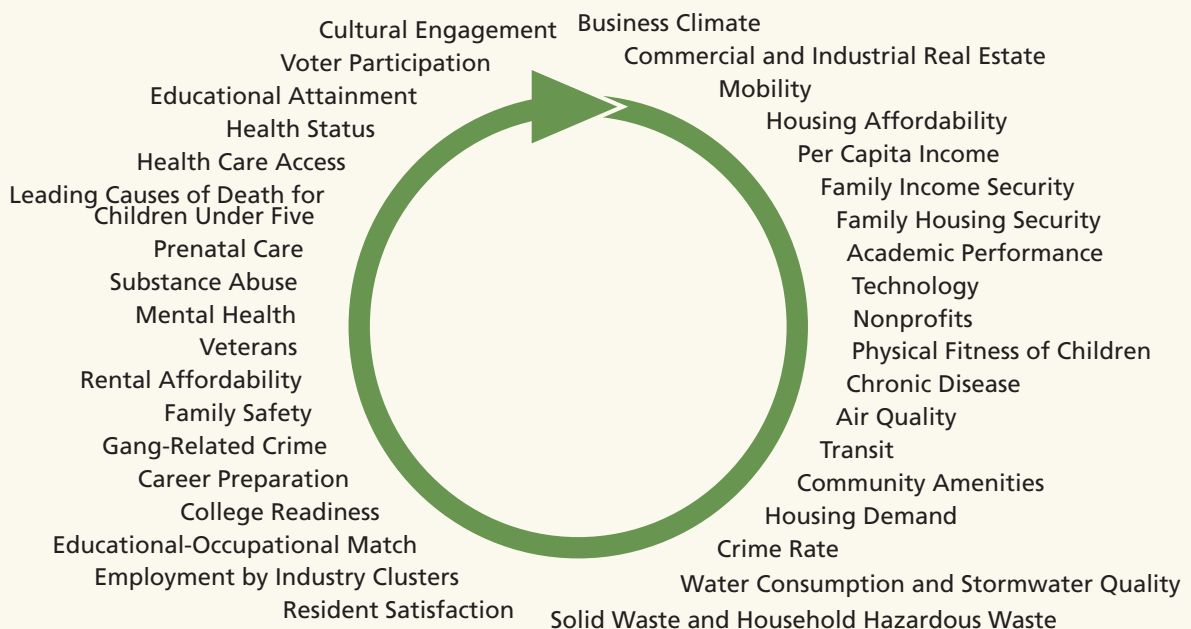 Business Climate
Commercial and Industrial Real Estate
Mobility
Housing Affordability
Per Capita Income
Family Income Security
Family Housing Security
Academic Performance
Technology
Nonprofits
Physical Fitness of Children
Chronic Disease
Air Quality
Transit
Community Amenities
Housing Demand
Crime Rate
Water Consumption and Stormwater Quality
Solid Waste and Household Hazardous Waste
Resident Satisfaction
Employment by Industry Clusters
Educational-Occupational Match
College Readiness
Career Preparation
Gang-Related Crime
Family Safety
Rental Affordability
Veterans
Mental Health
Substance Abuse
Prenatal Care
Leading Causes of Death for
Children Under Five
Health Care Access
Health Status
Educational Attainment
Voter Participation
Cultural Engagement